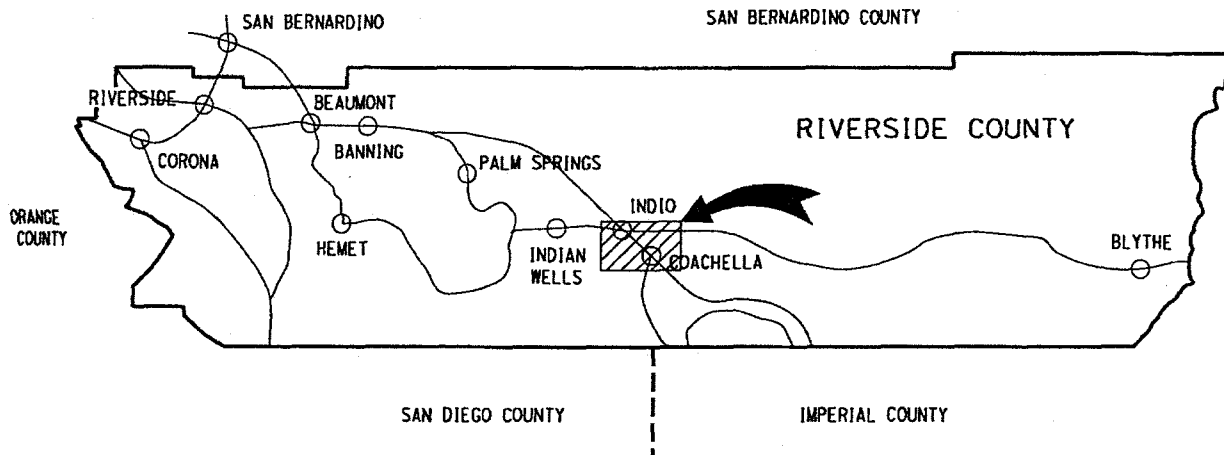 SAN BERNARDINO
SAN BERNARDINO COUNTY
RIVERSIDE
BEAUMONT
RIVERSIDE COUNTY
BANNING
CORONA
PALM SPRINGS
INDIO
ORANGE
COUNTY
HEMET
INDIAN
WELLS
COACHELLA
BLYTHE
SAN DIEGO COUNTY
IMPERIAL COUNTY